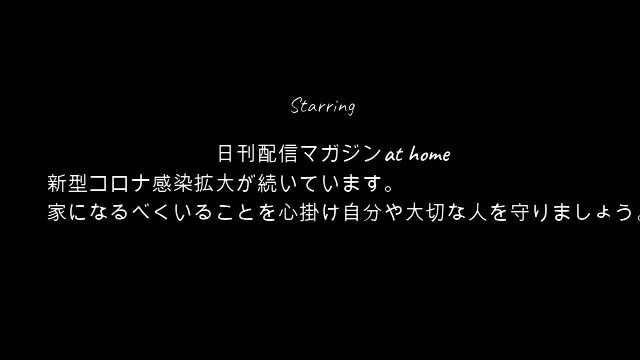 Starring
日刊配信マガジンat home
新型コロナ感染拡大が続いています。
家になるべくいることを心掛け自分や大切な人を守りましょう。